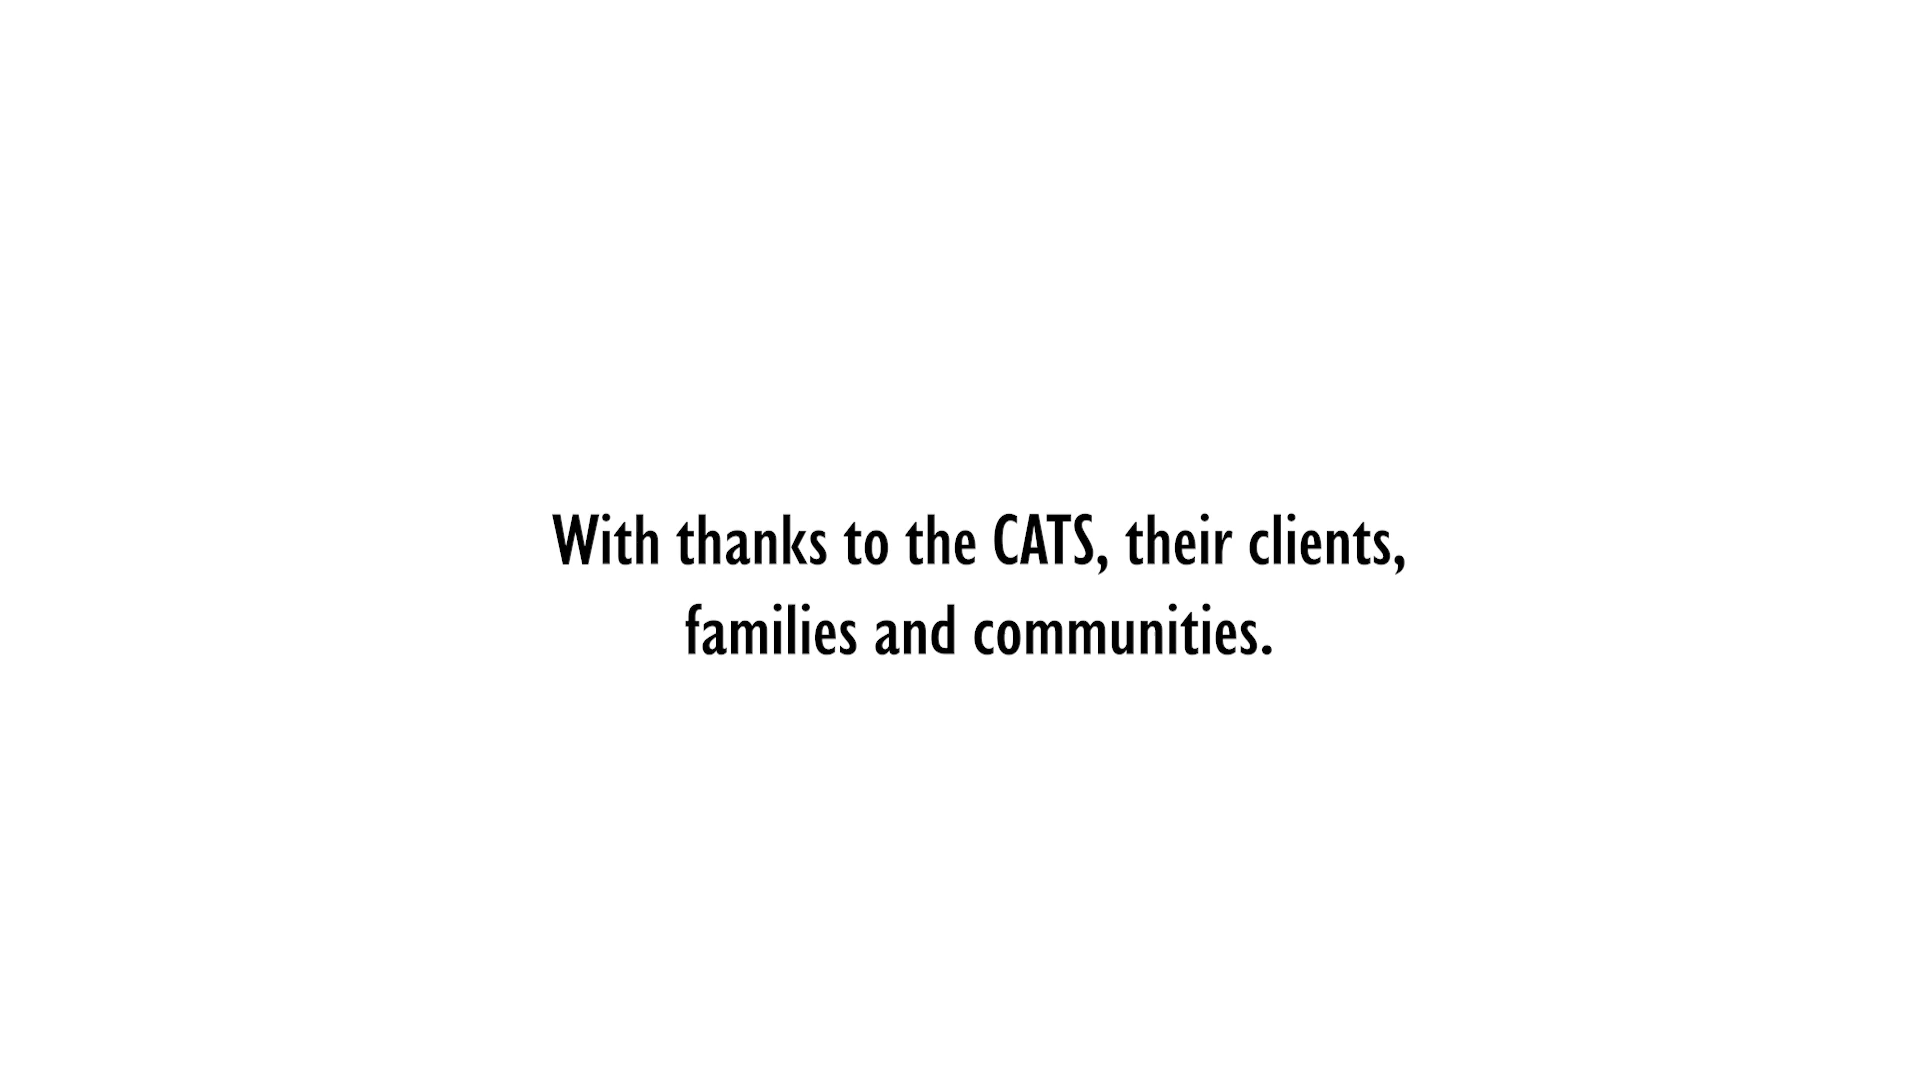 With thanks to the CATS, their clients,
families and communities.